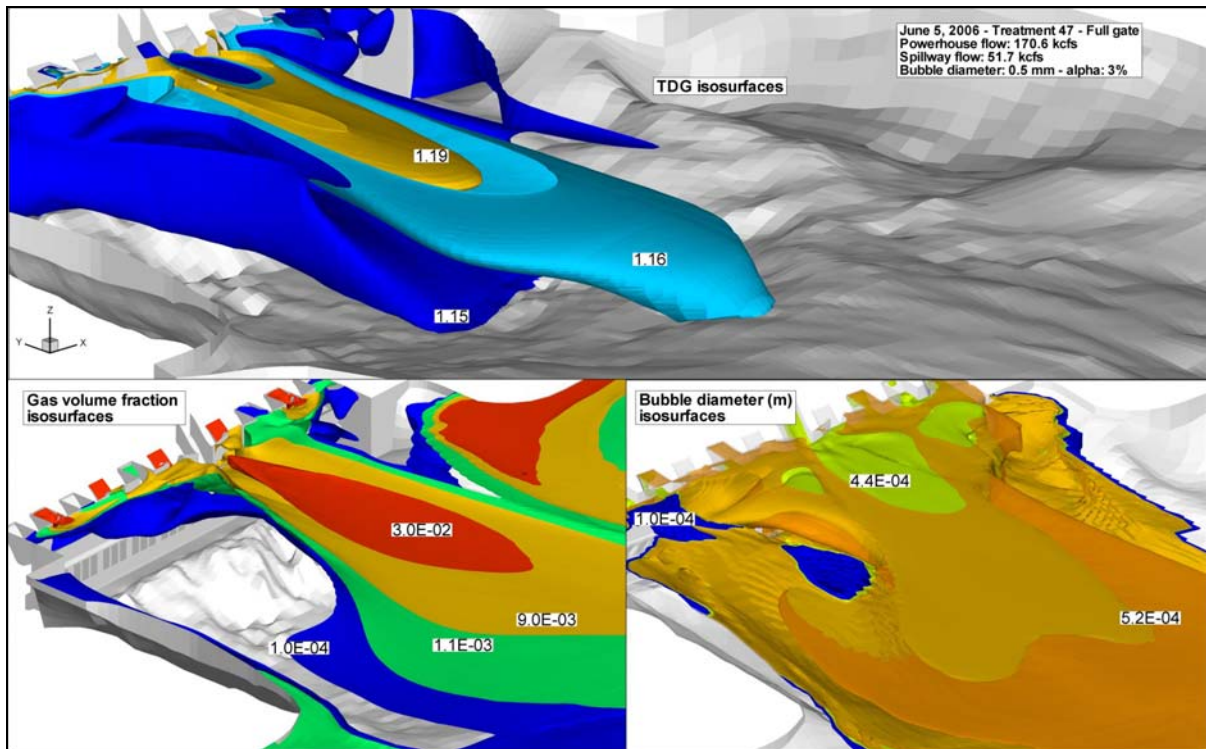 June 5, 2006 - Treatment 47 - Full gate
Powerhouse flow: 170.6 kcfs
Spillway flow: 51.7 kcfs
Bubble diameter: 0.5 mm - alpha: 3%
TDG isosurfaces
1.19
1.16
1.15
Z
Y
X
Gas volume fraction
isosurfaces
3.0E-02
9.0E-03
1.1E-03
1.0E-04
Bubble diameter (m)
isosurfaces
4.4E-04
1.0E-04
5.2E-04